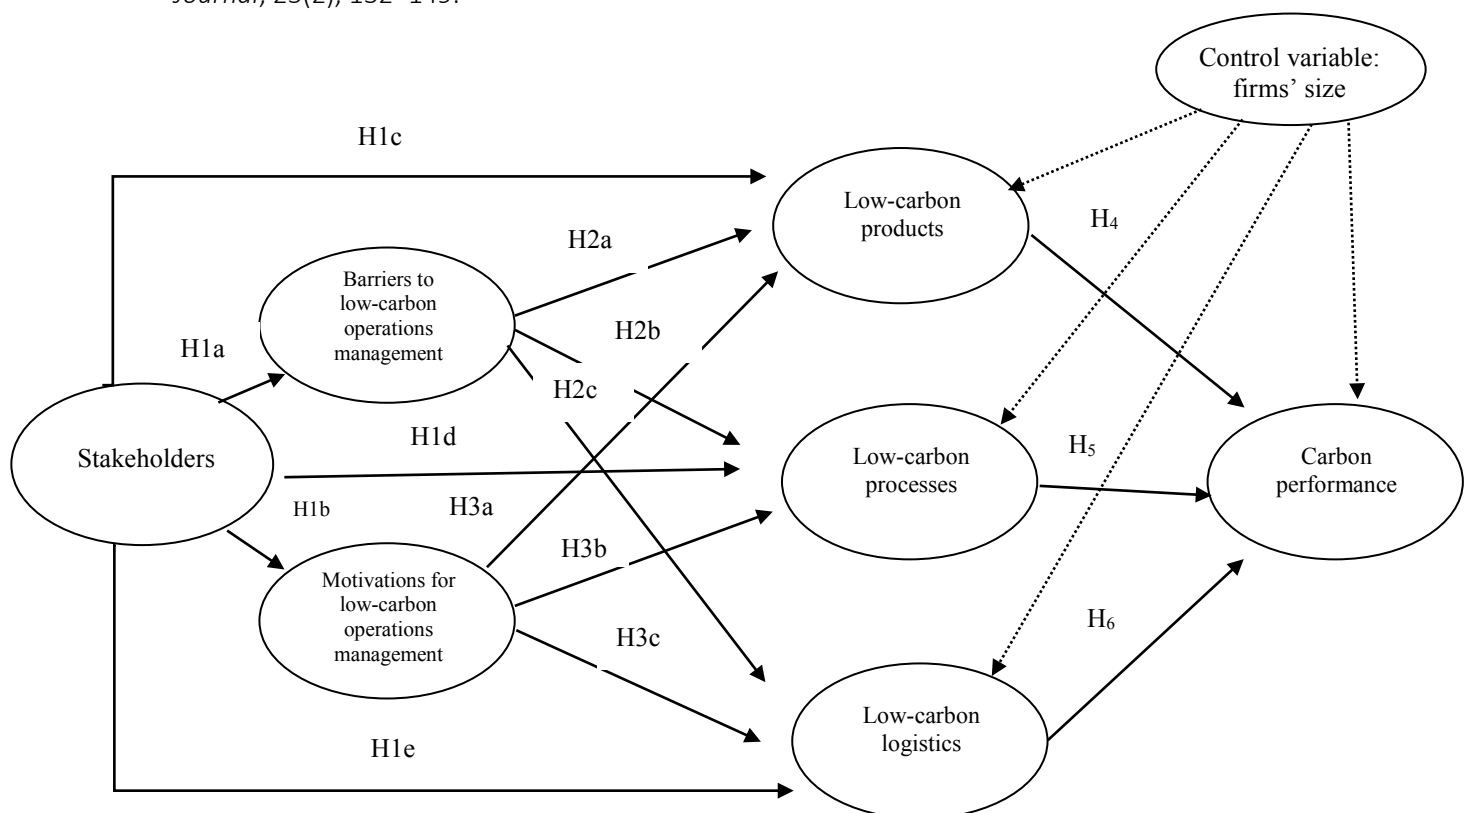 Journal, 25(2), 132–149.
Control variable:
firms’ size
H1c
Low-carbon
products
H4
H2a
Barriers to
low-carbon
operations
management
H2b
H1a
H2c
H1d
Stakeholders
H5
Low-carbon
processes
Carbon
performance
H1b
H3a
H3b
Motivations for
low-carbon
operations
management
H3c
H6
Low-carbon
logistics
H1e